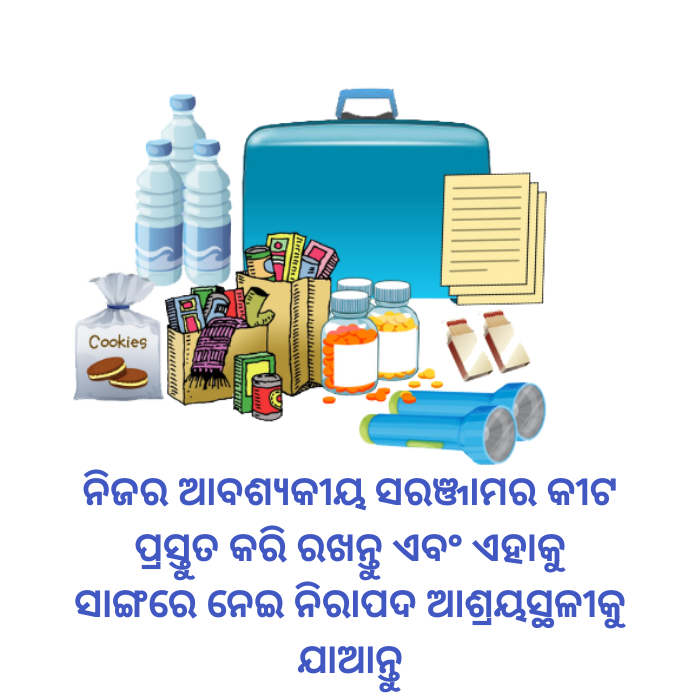 Cookies
ନିଜର ଆବଶ୍ୟକୀୟ ସରଞ୍ଜାମର କୀଟ
ପ୍ରସ୍ତୁତ କରି ରଖନ୍ତୁ ଏବଂ ଏହାକୁ
ସାଙ୍ଗରେ ନେଇ ନିରାପଦ ଆଶ୍ରୟସ୍ଥଳୀକୁ
ଯାଆନ୍ତୁ